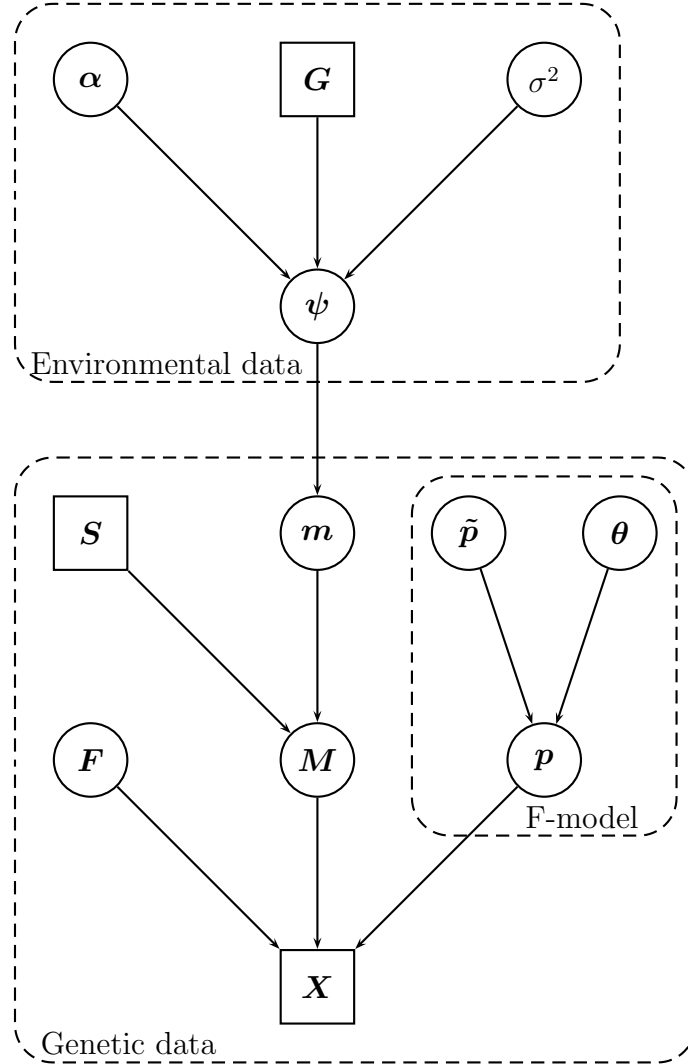 α G σ²
ψ
Environmental data
S m p̃ θ
F M p
F-model
X
Genetic data